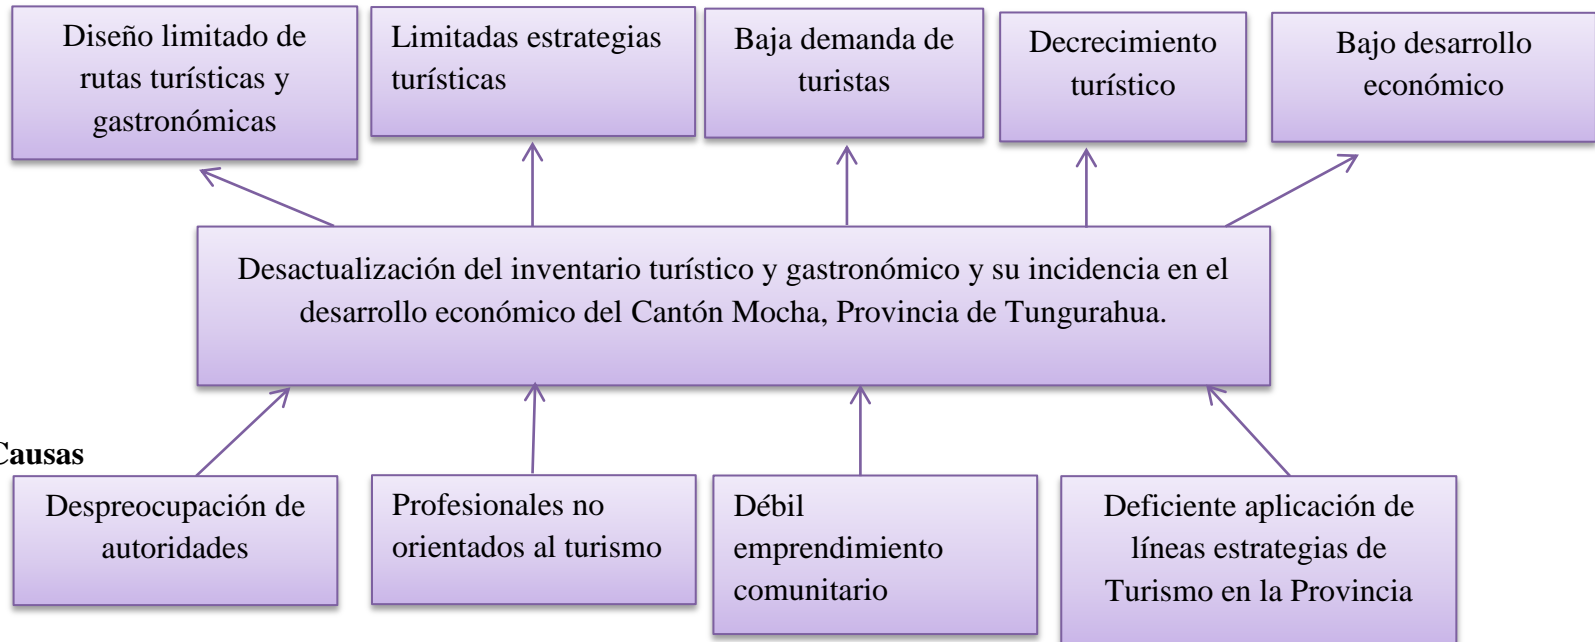 Diseño limitado de
rutas turísticas y
gastronómicas
Limitadas estrategias
turísticas
Baja demanda de
turistas
Decrecimiento
turístico
Bajo desarrollo
económico
Desactualización del inventario turístico y gastronómico y su incidencia en el
desarrollo económico del Cantón Mocha, Provincia de Tungurahua.
Causas
Despreocupación de
autoridades
Profesionales no
orientados al turismo
Débil
emprendimiento
comunitario
Deficiente aplicación de
líneas estrategias de
Turismo en la Provincia